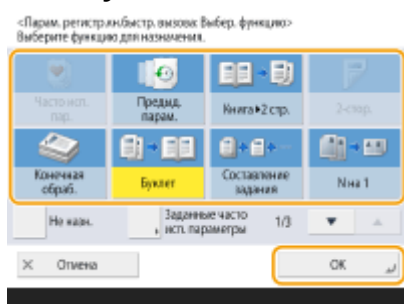 <Парам. регистр.кн.быстр. вызова: Выбер. функцию>
Выберите функцию для назначения.
Часто исп. пар.
Предыд. парам.
Книга▸2 стр.
2-стор.
Конечная обраб.
Буклет
Составление задания
N на 1
Не назн.
Заданные часто исп. параметры
1/3
Отмена
OK